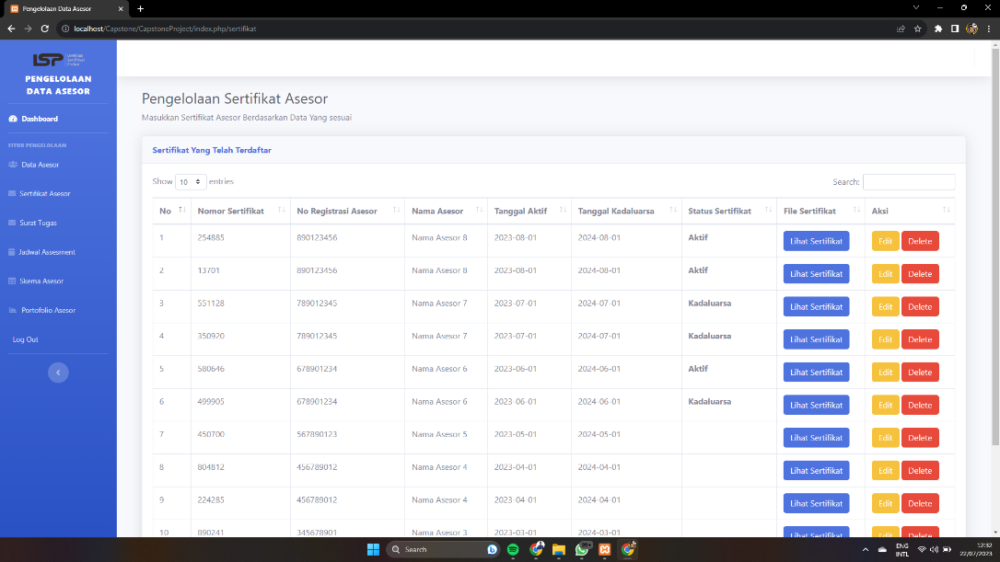 Pengelolaan Data Asesor
localhost/Capstone/CapstoneProject/index.php/sertifikat
LSP Lembaga Sertifikasi Profesi
PENGELOLAAN
DATA ASESOR
Dashboard
FITUR PENGELOLAAN
Data Asesor
Sertifikat Asesor
Surat Tugas
Jadwal Assesment
Skema Asesor
Portofolio Asesor
Log Out
Pengelolaan Sertifikat Asesor
Masukkan Sertifikat Asesor Berdasarkan Data Yang sesuai
Sertifikat Yang Telah Terdaftar
Show 10 entries Search:
No Nomor Sertifikat No Registrasi Asesor Nama Asesor Tanggal Aktif Tanggal Kadaluarsa Status Sertifikat File Sertifikat Aksi
1 254885 890123456 Nama Asesor 8 2023-08-01 2024-08-01 Aktif Lihat Sertifikat Edit Delete
2 13701 890123456 Nama Asesor 8 2023-08-01 2024-08-01 Aktif Lihat Sertifikat Edit Delete
3 551128 789012345 Nama Asesor 7 2023-07-01 2024-07-01 Kadaluarsa Lihat Sertifikat Edit Delete
4 350920 789012345 Nama Asesor 7 2023-07-01 2024-07-01 Kadaluarsa Lihat Sertifikat Edit Delete
5 580646 678901234 Nama Asesor 6 2023-06-01 2024-06-01 Aktif Lihat Sertifikat Edit Delete
6 499905 678901234 Nama Asesor 6 2023-06-01 2024-06-01 Kadaluarsa Lihat Sertifikat Edit Delete
7 450700 567890123 Nama Asesor 5 2023-05-01 2024-05-01 Lihat Sertifikat Edit Delete
8 804812 456789012 Nama Asesor 4 2023-04-01 2024-04-01 Lihat Sertifikat Edit Delete
9 224285 456789012 Nama Asesor 4 2023-04-01 2024-04-01 Lihat Sertifikat Edit Delete
10 890241 345678901 Nama Asesor 3 2023-03-01 2024-03-01 Lihat Sertifikat Edit Delete
Search
99+
ENG
INTL
12:32
22/07/2023